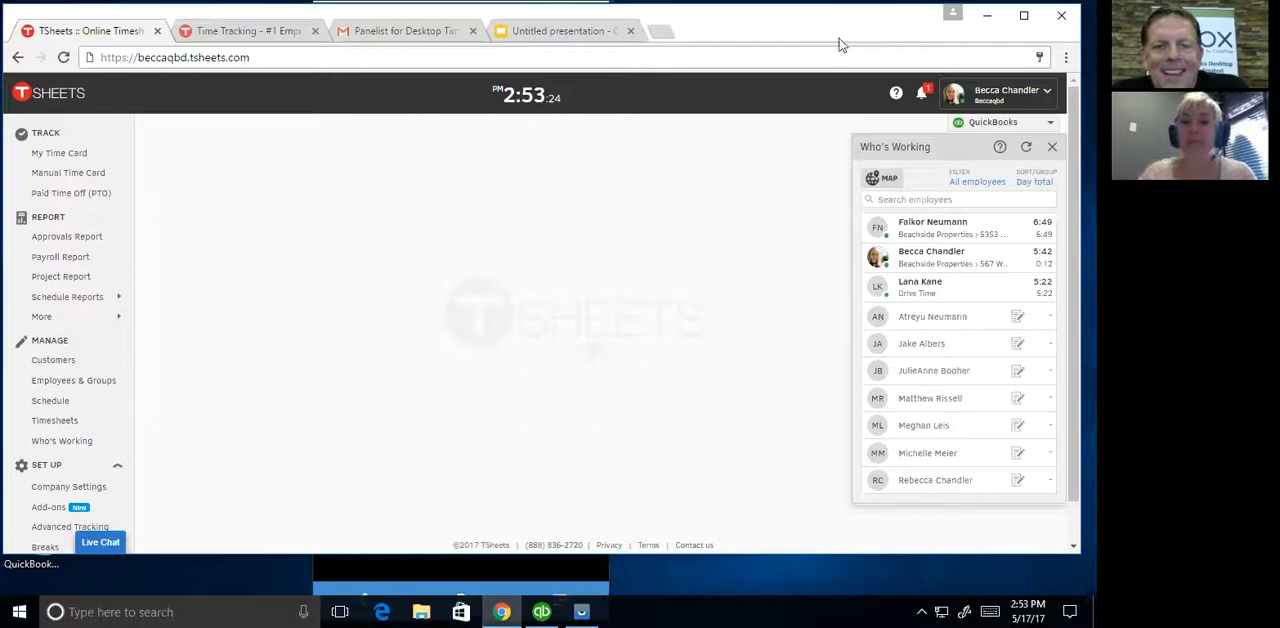 TSheets :: Online Timesh
Time Tracking - #1 Empl
Panelist for Desktop Tim
Untitled presentation - G
https://beccaqbd.tsheets.com
TSHEETS
PM 2:53:24
1
Becca Chandler
Beccaqbd
QuickBooks
TRACK
My Time Card
Manual Time Card
Paid Time Off (PTO)
REPORT
Approvals Report
Payroll Report
Project Report
Schedule Reports
More
MANAGE
Customers
Employees & Groups
Schedule
Timesheets
Who's Working
SET UP
Company Settings
Add-ons New
Advanced Tracking
Breaks
Live Chat
TSHEETS
Who's Working
MAP
FILTER
All employees
SORT/GROUP
Day total
Search employees
FN Falkor Neumann 6:49
Beachside Properties › 5353 ... 6:49
Becca Chandler 5:42
Beachside Properties › 567 W... 0:12
LK Lana Kane 5:22
Drive Time 5:22
AN Atreyu Neumann -
JA Jake Albers -
JB JulieAnne Booher -
MR Matthew Rissell -
ML Meghan Leis -
MM Michelle Meier -
RC Rebecca Chandler -
©2017 TSheets | (888) 836-2720 | Privacy | Terms | Contact us
QuickBook...
Type here to search
2:53 PM
5/17/17
OX